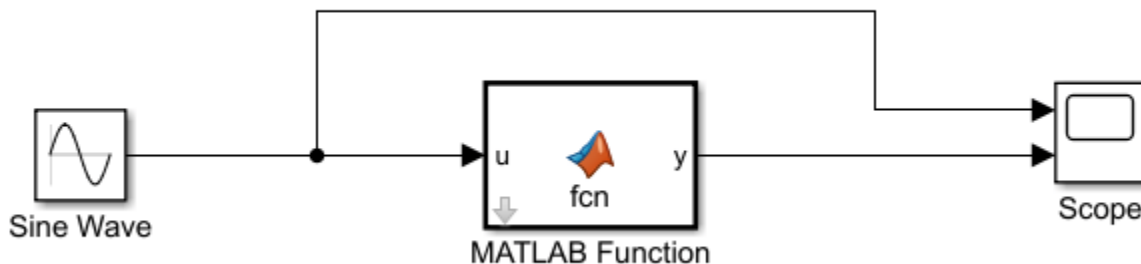 u
y
fcn
Sine Wave
Scope
MATLAB Function